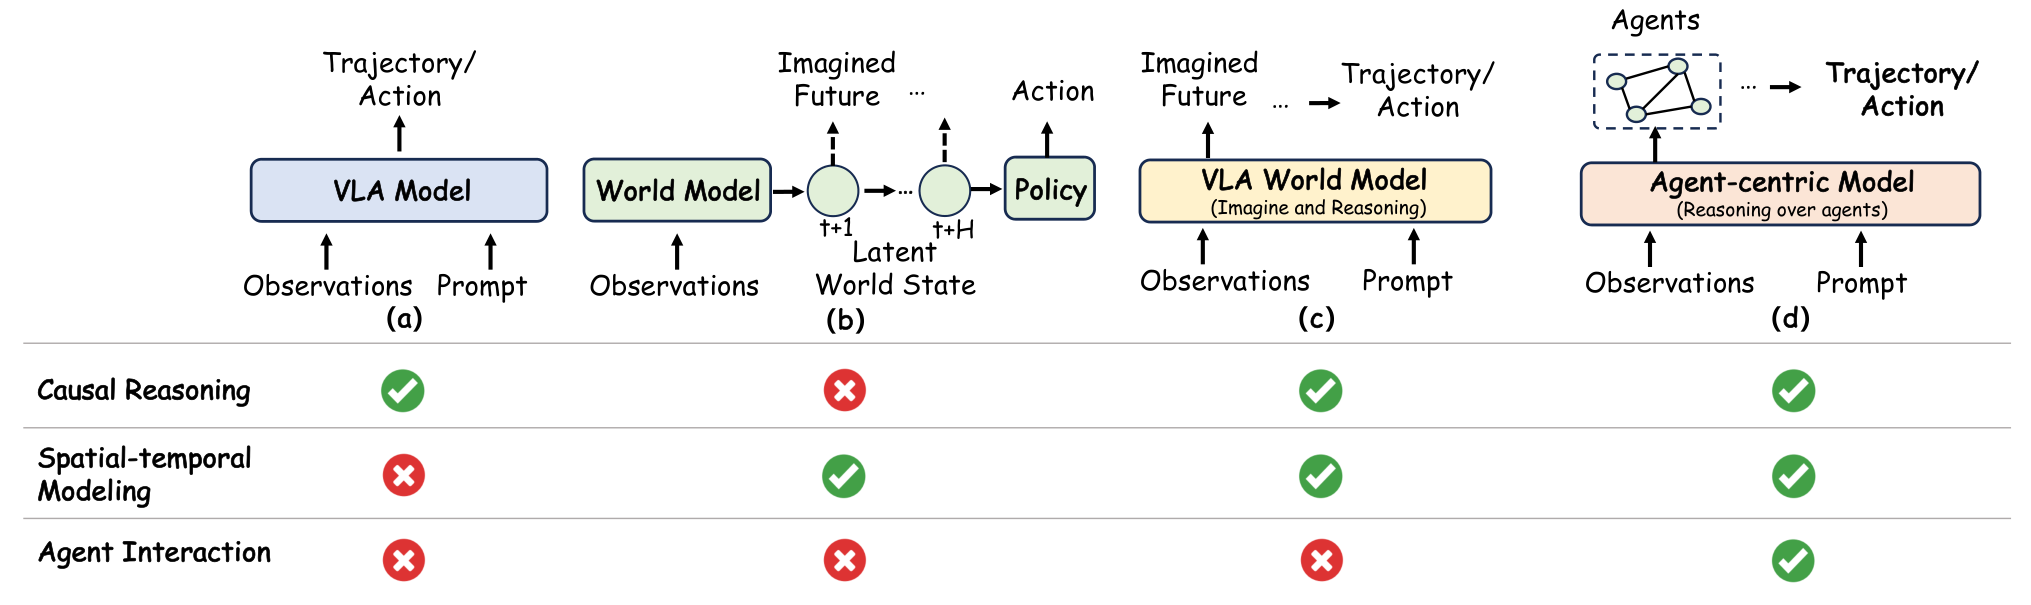 Trajectory/
Action
VLA Model
Observations
Prompt
(a)
Imagined
Future
...
Action
World Model
...
Policy
t+1
t+H
Latent
World State
Observations
(b)
Imagined
Future
...
Trajectory/
Action
VLA World Model
(Imagine and Reasoning)
Observations
Prompt
(c)
Agents
...
Trajectory/
Action
Agent-centric Model
(Reasoning over agents)
Observations
Prompt
(d)
Causal Reasoning
Spatial-temporal
Modeling
Agent Interaction